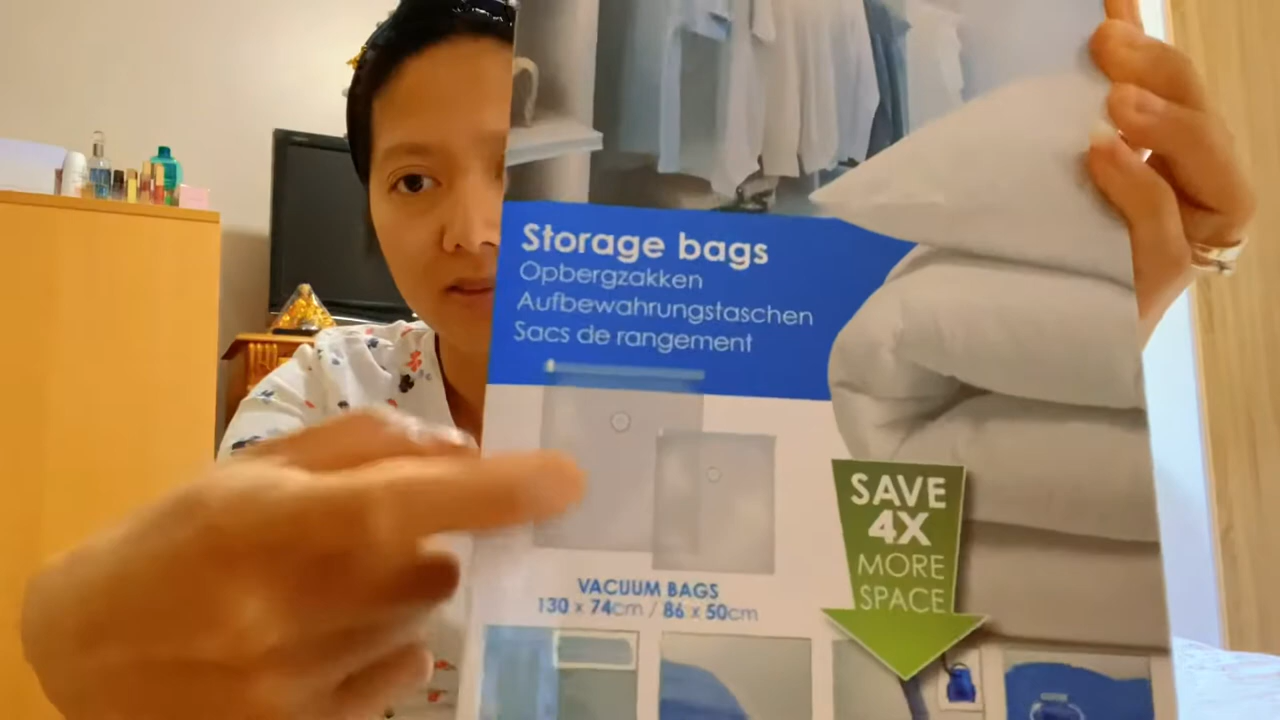 Storage bags
Opbergzakken
Aufbewahrungstaschen
Sacs de rangement
VACUUM BAGS
130 x 74cm / 86 x 50cm
SAVE
4X
MORE
SPACE